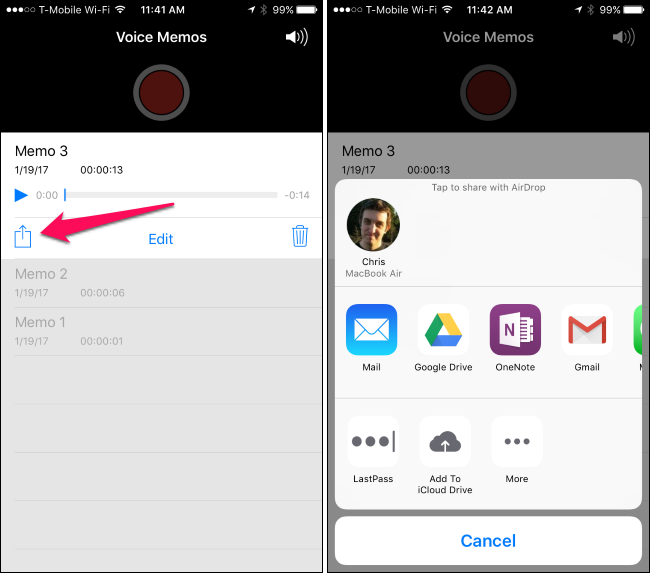 T-Mobile Wi-Fi 11:41 AM 99%
Voice Memos
Memo 3
1/19/17 00:00:13
0:00 -0:14
Edit
Memo 2
1/19/17 00:00:06
Memo 1
1/19/17 00:00:01
T-Mobile Wi-Fi 11:42 AM 99%
Voice Memos
Memo 3
1/19/17 00:00:13
Tap to share with AirDrop
Chris
MacBook Air
Mail Google Drive OneNote Gmail
LastPass Add To More
iCloud Drive
Cancel